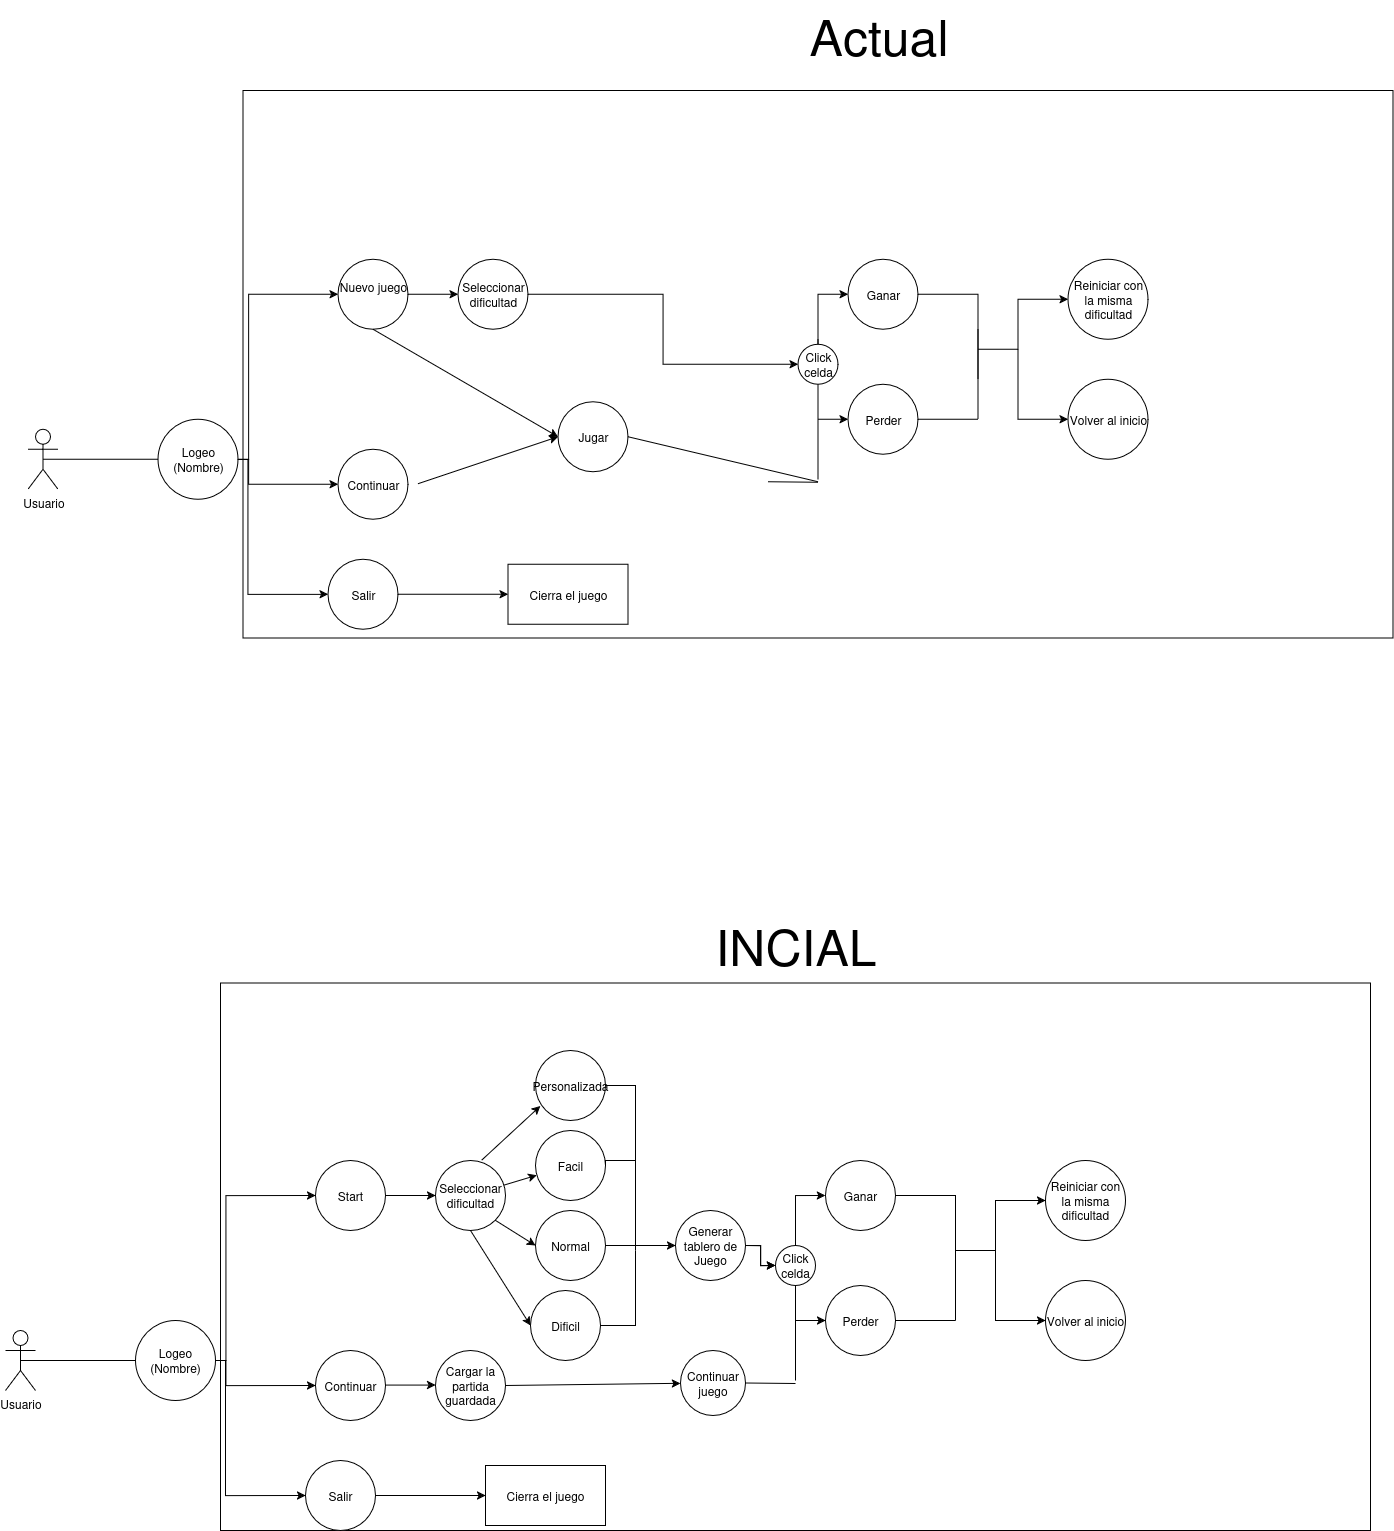 Actual
Nuevo juego
Seleccionar
dificultad
Ganar
Reiniciar con
la misma
dificultad
Click
celda
Perder
Volver al inicio
Jugar
Logeo
(Nombre)
Continuar
Usuario
Salir
Cierra el juego
INCIAL
Personalizada
Facil
Start
Seleccionar
dificultad
Ganar
Reiniciar con
la misma
dificultad
Normal
Generar
tablero de
Juego
Click
celda
Dificil
Perder
Volver al inicio
Logeo
(Nombre)
Continuar
Cargar la
partida
guardada
Continuar
juego
Usuario
Salir
Cierra el juego